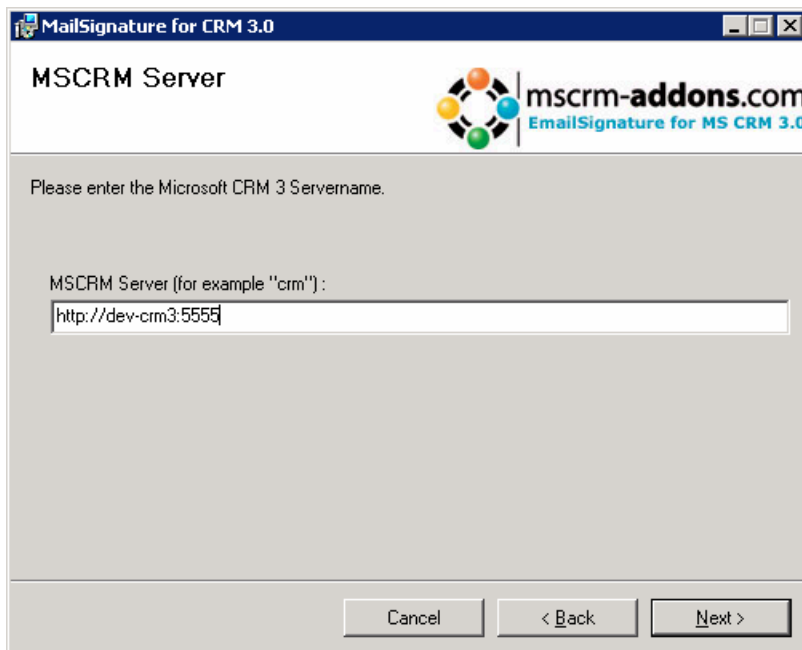 MailSignature for CRM 3.0
MSCRM Server
mscrm-addons.com
EmailSignature for MS CRM 3.0
Please enter the Microsoft CRM 3 Servername.
MSCRM Server (for example "crm") :
http://dev-crm3:5555
Cancel
< Back
Next >